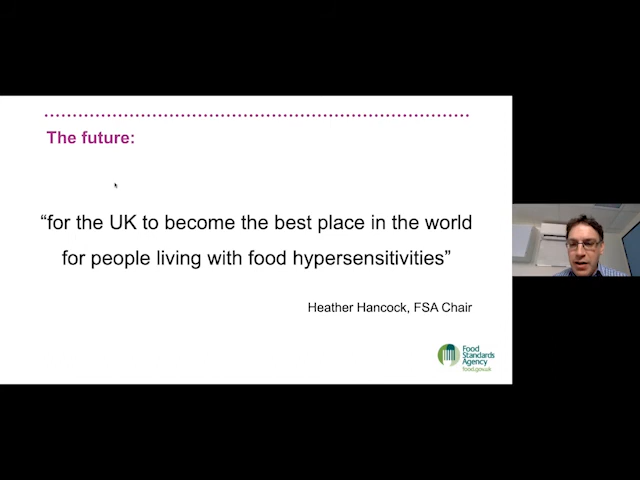 The future:
“for the UK to become the best place in the world
for people living with food hypersensitivities”
Heather Hancock, FSA Chair
Food
Standards
Agency
food.gov.uk